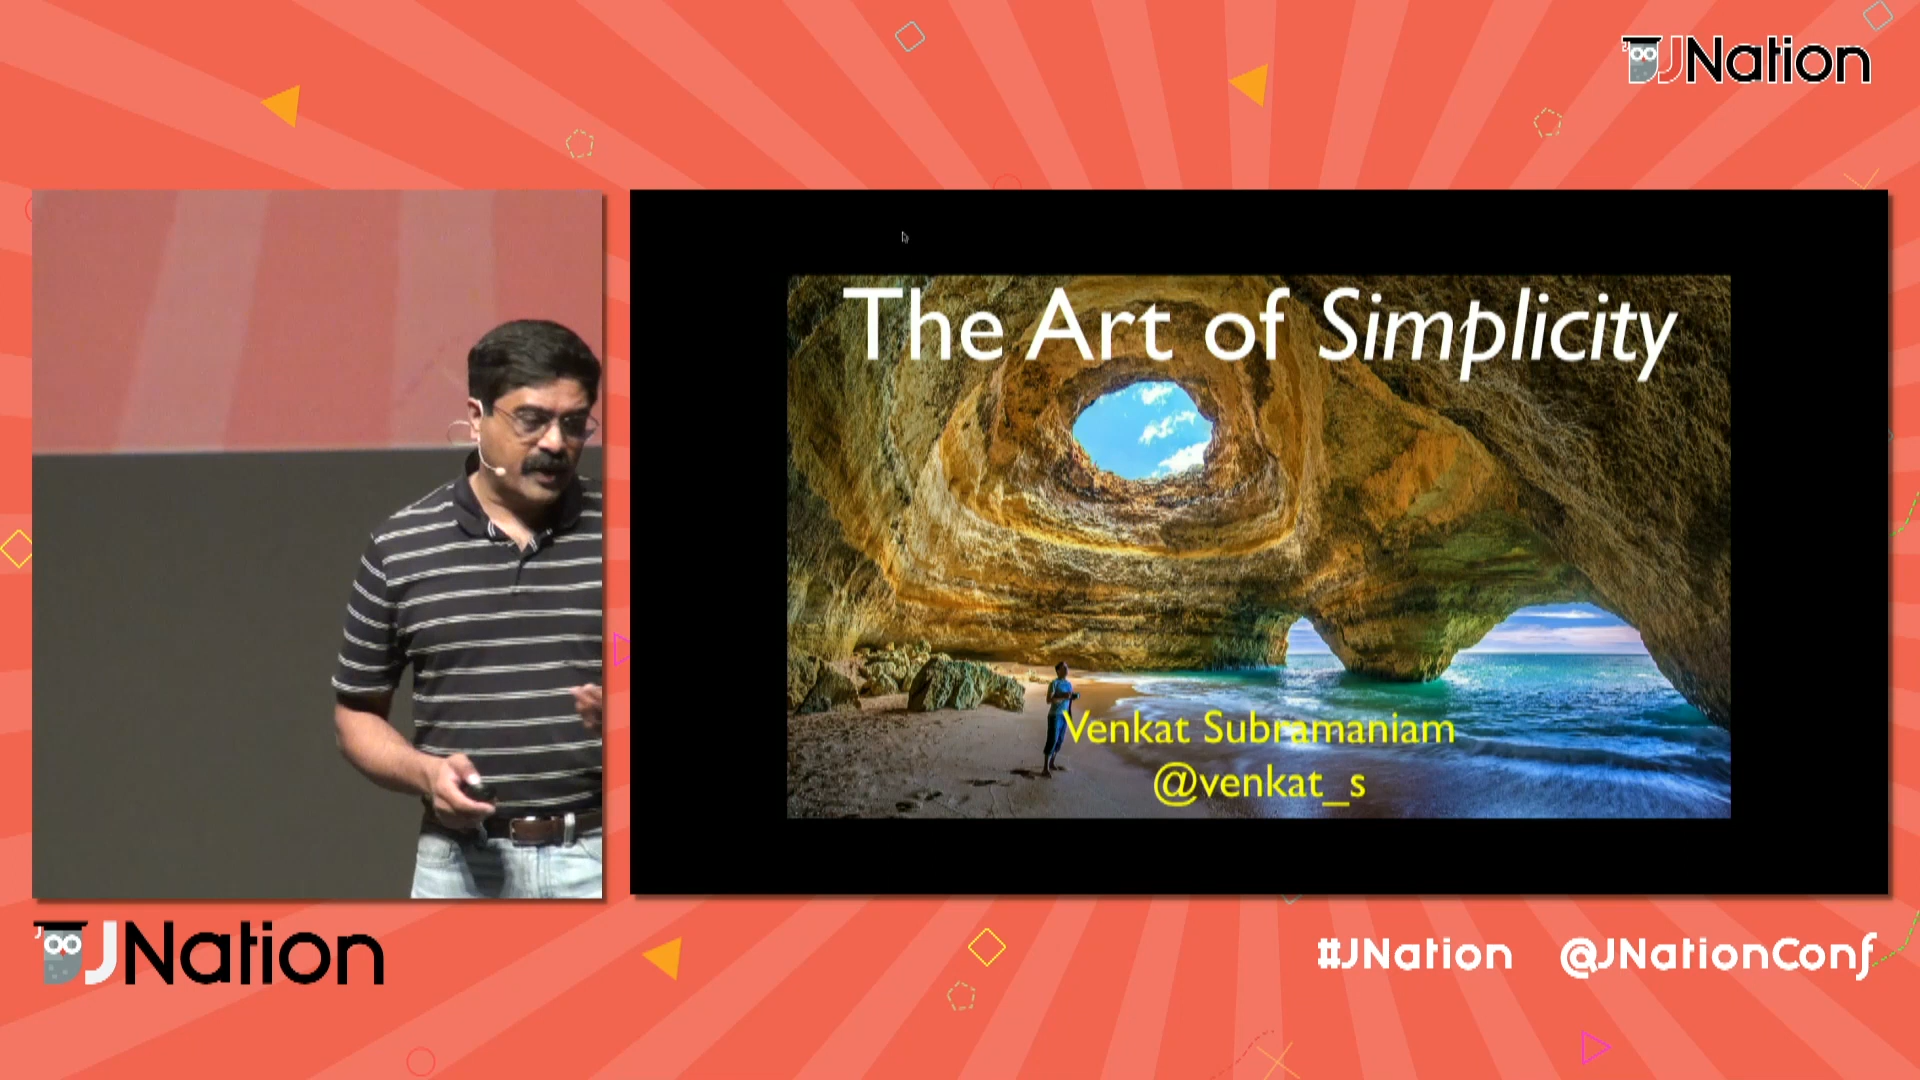 JNation
The Art of Simplicity
Venkat Subramaniam
@venkat_s
JNation
#JNation @JNationConf